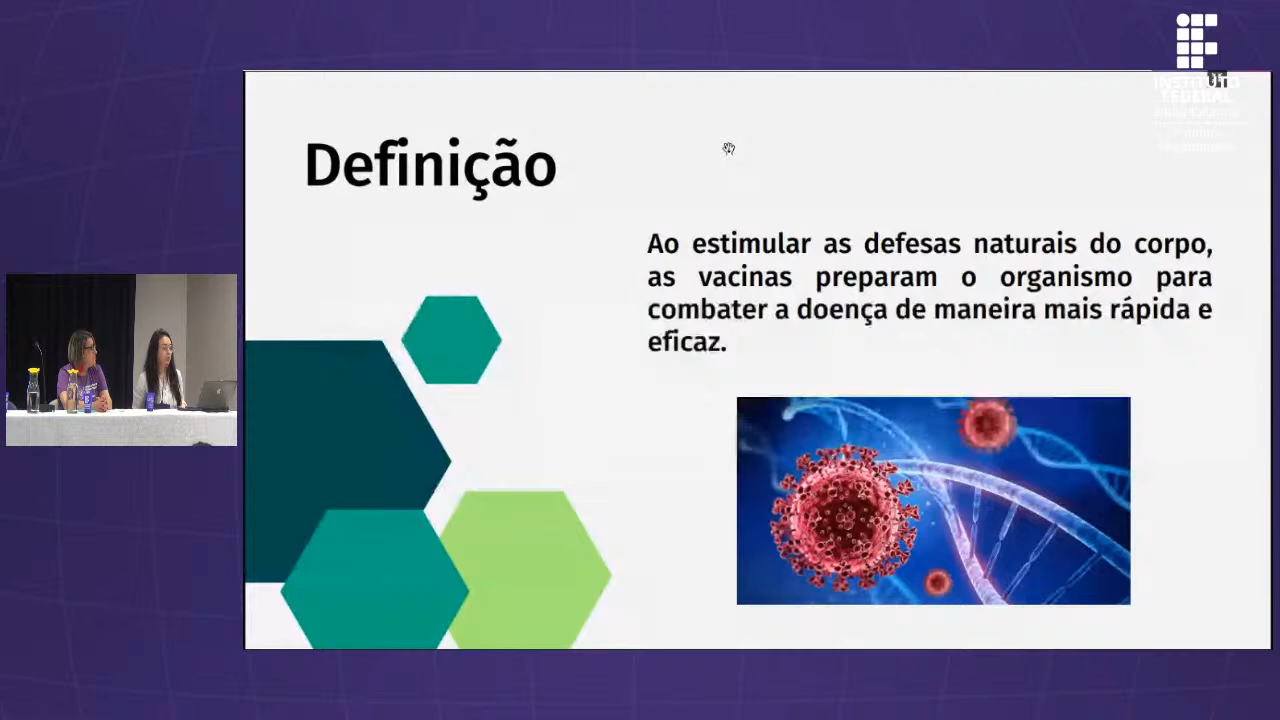 INSTITUTO
FEDERAL
Definição
Ao estimular as defesas naturais do corpo,
as vacinas preparam o organismo para
combater a doença de maneira mais rápida e
eficaz.